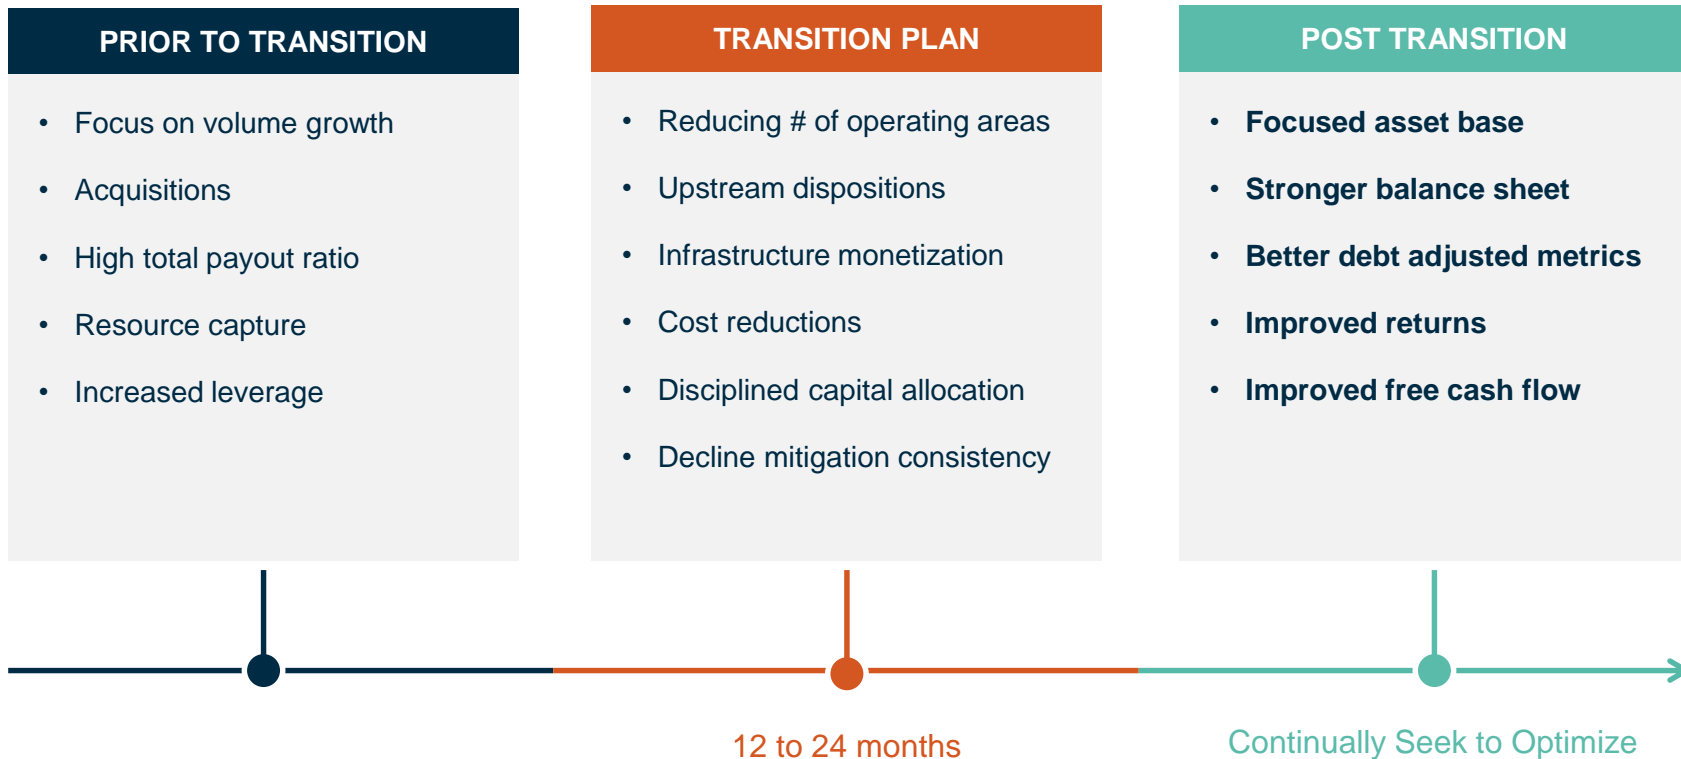 PRIOR TO TRANSITION
• Focus on volume growth
• Acquisitions
• High total payout ratio
• Resource capture
• Increased leverage
TRANSITION PLAN
• Reducing # of operating areas
• Upstream dispositions
• Infrastructure monetization
• Cost reductions
• Disciplined capital allocation
• Decline mitigation consistency
POST TRANSITION
• Focused asset base
• Stronger balance sheet
• Better debt adjusted metrics
• Improved returns
• Improved free cash flow
12 to 24 months
Continually Seek to Optimize